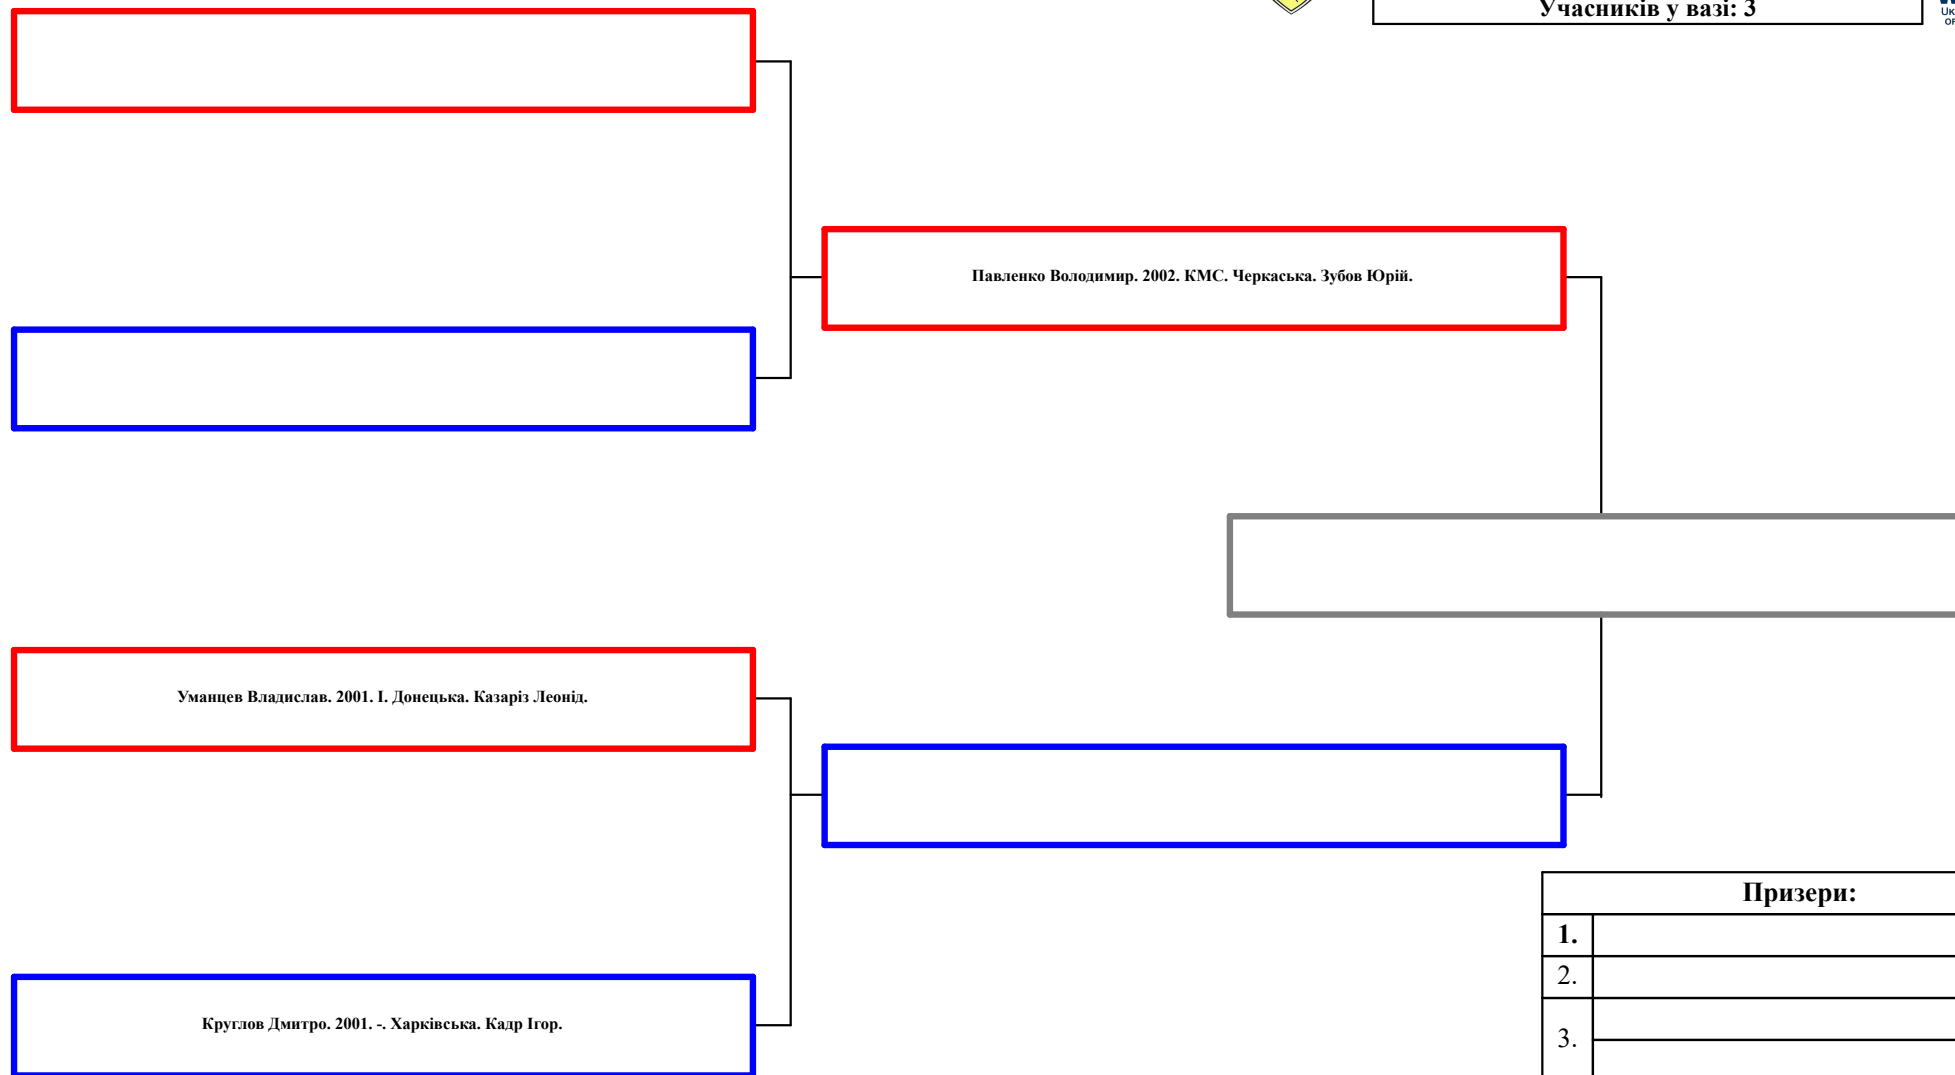 Учасників у вазі: 3
Павленко Володимир. 2002. КМС. Черкаська. Зубов Юрій.
Уманцев Владислав. 2001. І. Донецька. Казаріз Леонід.
Круглов Дмитро. 2001. -. Харківська. Кадр Ігор.
Призери:
1.
2.
3.